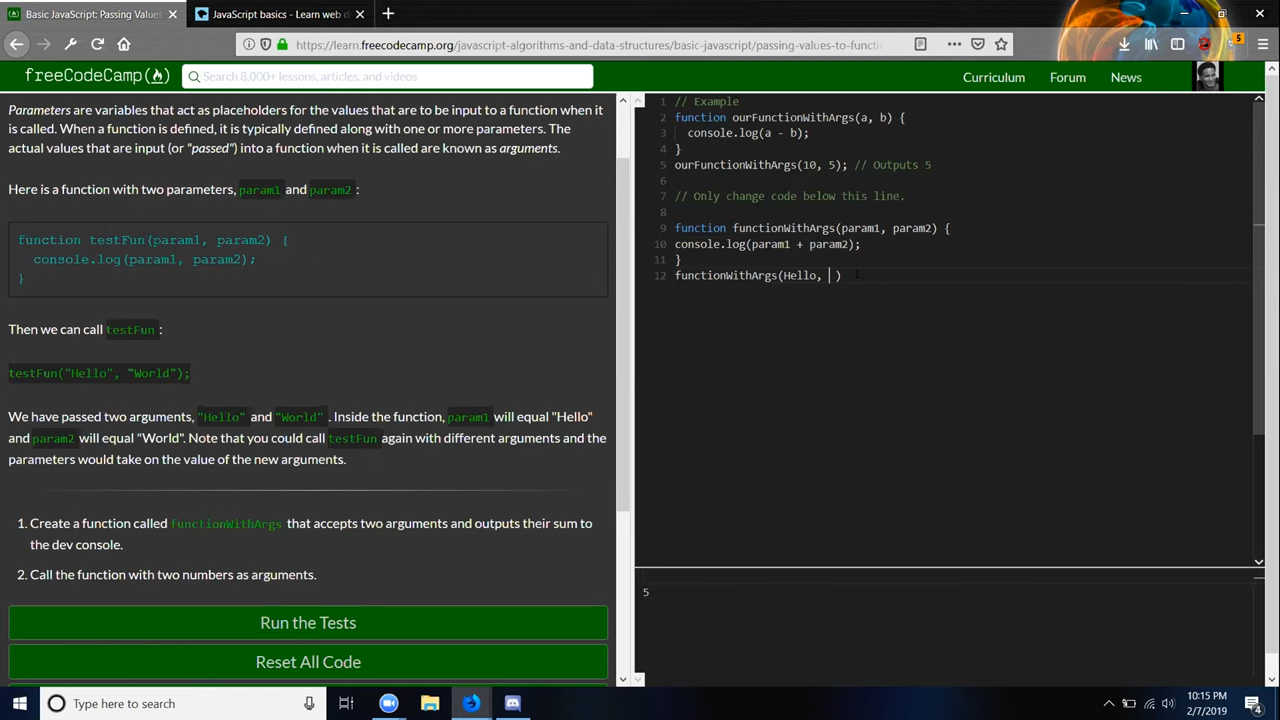 Basic JavaScript: Passing Values
JavaScript basics - Learn web d
https://learn.freecodecamp.org/javascript-algorithms-and-data-structures/basic-javascript/passing-values-to-functi
5
freeCodeCamp
Search 8,000+ lessons, articles, and videos
Curriculum
Forum
News
Parameters are variables that act as placeholders for the values that are to be input to a function when it
is called. When a function is defined, it is typically defined along with one or more parameters. The
actual values that are input (or "passed") into a function when it is called are known as arguments.
Here is a function with two parameters, param1 and param2 :
function testFun(param1, param2) {
console.log(param1, param2);
}
Then we can call testFun :
testFun("Hello", "World");
We have passed two arguments, "Hello" and "World" . Inside the function, param1 will equal "Hello"
and param2 will equal "World". Note that you could call testFun again with different arguments and the
parameters would take on the value of the new arguments.
1. Create a function called functionWithArgs that accepts two arguments and outputs their sum to
the dev console.
2. Call the function with two numbers as arguments.
Run the Tests
Reset All Code
1 // Example
2 function ourFunctionWithArgs(a, b) {
3 console.log(a - b);
4 }
5 ourFunctionWithArgs(10, 5); // Outputs 5
6
7 // Only change code below this line.
8
9 function functionWithArgs(param1, param2) {
10 console.log(param1 + param2);
11 }
12 functionWithArgs(Hello, )
5
Type here to search
10:15 PM
2/7/2019
4